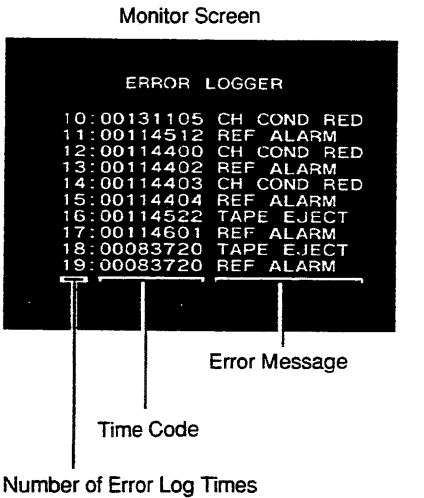 Monitor Screen
ERROR LOGGER
10:00131105 CH COND RED
11:00114512 REF ALARM
12:00114400 CH COND RED
13:00114402 REF ALARM
14:00114403 CH COND RED
15:00114404 REF ALARM
16:00114522 TAPE EJECT
17:00114601 REF ALARM
18:00083720 TAPE EJECT
19:00083720 REF ALARM
Error Message
Time Code
Number of Error Log Times